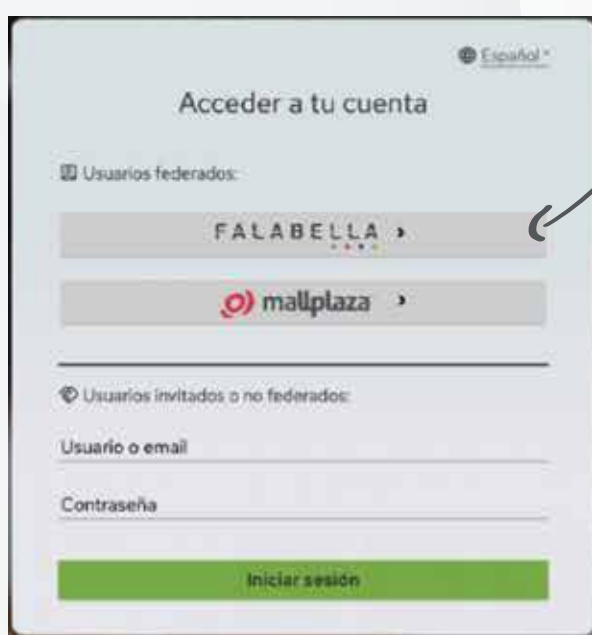 Español
Acceder a tu cuenta
Usuarios federados:
FALABELLA ›
mallplaza ›
Usuarios invitados o no federados:
Usuario o email
Contraseña
Iniciar sesión